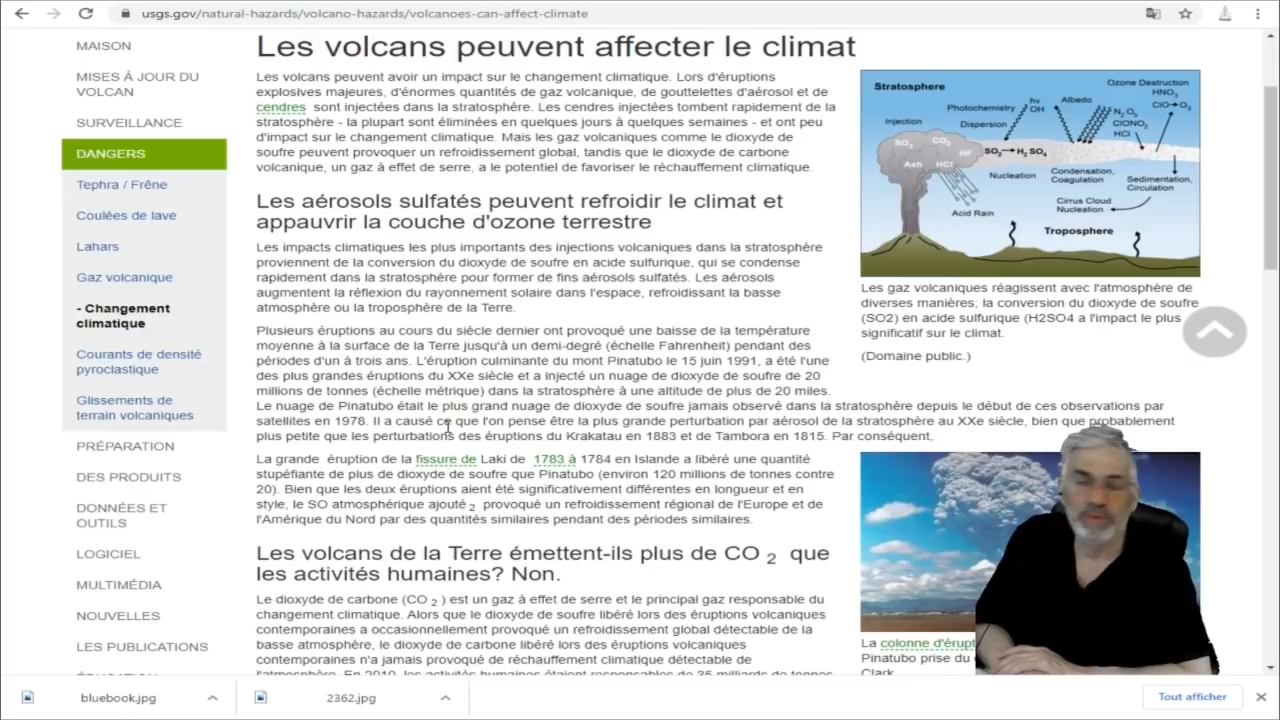 usgs.gov/natural-hazards/volcano-hazards/volcanoes-can-affect-climate
MAISON
MISES À JOUR DU
VOLCAN
SURVEILLANCE
DANGERS
Tephra / Frêne
Coulées de lave
Lahars
Gaz volcanique
- Changement
climatique
Courants de densité
pyroclastique
Glissements de
terrain volcaniques
PRÉPARATION
DES PRODUITS
DONNÉES ET
OUTILS
LOGICIEL
MULTIMÉDIA
NOUVELLES
LES PUBLICATIONS
Les volcans peuvent affecter le climat
Les volcans peuvent avoir un impact sur le changement climatique. Lors d'éruptions
explosives majeures, d'énormes quantités de gaz volcanique, de gouttelettes d'aérosol et de
cendres sont injectées dans la stratosphère. Les cendres injectées tombent rapidement de la
stratosphère - la plupart sont éliminées en quelques jours à quelques semaines - et ont peu
d'impact sur le changement climatique. Mais les gaz volcaniques comme le dioxyde de
soufre peuvent provoquer un refroidissement global, tandis que le dioxyde de carbone
volcanique, un gaz à effet de serre, a le potentiel de favoriser le réchauffement climatique.
Les aérosols sulfatés peuvent refroidir le climat et
appauvrir la couche d'ozone terrestre
Les impacts climatiques les plus importants des injections volcaniques dans la stratosphère
proviennent de la conversion du dioxyde de soufre en acide sulfurique, qui se condense
rapidement dans la stratosphère pour former de fins aérosols sulfatés. Les aérosols
augmentent la réflexion du rayonnement solaire dans l'espace, refroidissant la basse
atmosphère ou la troposphère de la Terre.
Plusieurs éruptions au cours du siècle dernier ont provoqué une baisse de la température
moyenne à la surface de la Terre jusqu'à un demi-degré (échelle Fahrenheit) pendant des
périodes d'un à trois ans. L'éruption culminante du mont Pinatubo le 15 juin 1991, a été l'une
des plus grandes éruptions du XXe siècle et a injecté un nuage de dioxyde de soufre de 20
millions de tonnes (échelle métrique) dans la stratosphère à une altitude de plus de 20 miles.
Le nuage de Pinatubo était le plus grand nuage de dioxyde de soufre jamais observé dans la stratosphère depuis le début de ces observations par
satellites en 1978. Il a causé ce que l'on pense être la plus grande perturbation par aérosol de la stratosphère au XXe siècle, bien que probablement
plus petite que les perturbations des éruptions du Krakatau en 1883 et de Tambora en 1815. Par conséquent,
La grande éruption de la fissure de Laki de 1783 à 1784 en Islande a libéré une quantité
stupéfiante de plus de dioxyde de soufre que Pinatubo (environ 120 millions de tonnes contre
20). Bien que les deux éruptions aient été significativement différentes en longueur et en
style, le SO atmosphérique ajouté 2 provoqué un refroidissement régional de l'Europe et de
l'Amérique du Nord par des quantités similaires pendant des périodes similaires.
Les volcans de la Terre émettent-ils plus de CO 2 que
les activités humaines? Non.
Le dioxyde de carbone (CO 2 ) est un gaz à effet de serre et le principal gaz responsable du
changement climatique. Alors que le dioxyde de soufre libéré lors des éruptions volcaniques
contemporaines a occasionnellement provoqué un refroidissement global détectable de la
basse atmosphère, le dioxyde de carbone libéré lors des éruptions volcaniques
contemporaines n'a jamais provoqué de réchauffement climatique détectable de
l'atmosphère. En 2010, les activités humaines étaient responsables de 35 milliards de tonnes
Stratosphere
Ozone Destruction
HNO3
ClO→O3
Photochemistry
hv
OH
Albedo
N2O5
ClONO2
HCl
Injection
Dispersion
SO2
CO2
HF
Ash
HCl
SO2→H2SO4
Nucleation
Condensation,
Coagulation
Sedimentation,
Circulation
Cirrus Cloud
Nucleation
Acid Rain
Troposphere
Les gaz volcaniques réagissent avec l'atmosphère de
diverses manières; la conversion du dioxyde de soufre
(SO2) en acide sulfurique (H2SO4 a l'impact le plus
significatif sur le climat.
(Domaine public.)
La colonne d'érupt
Pinatubo prise du
Clark
bluebook.jpg
2362.jpg
Tout afficher